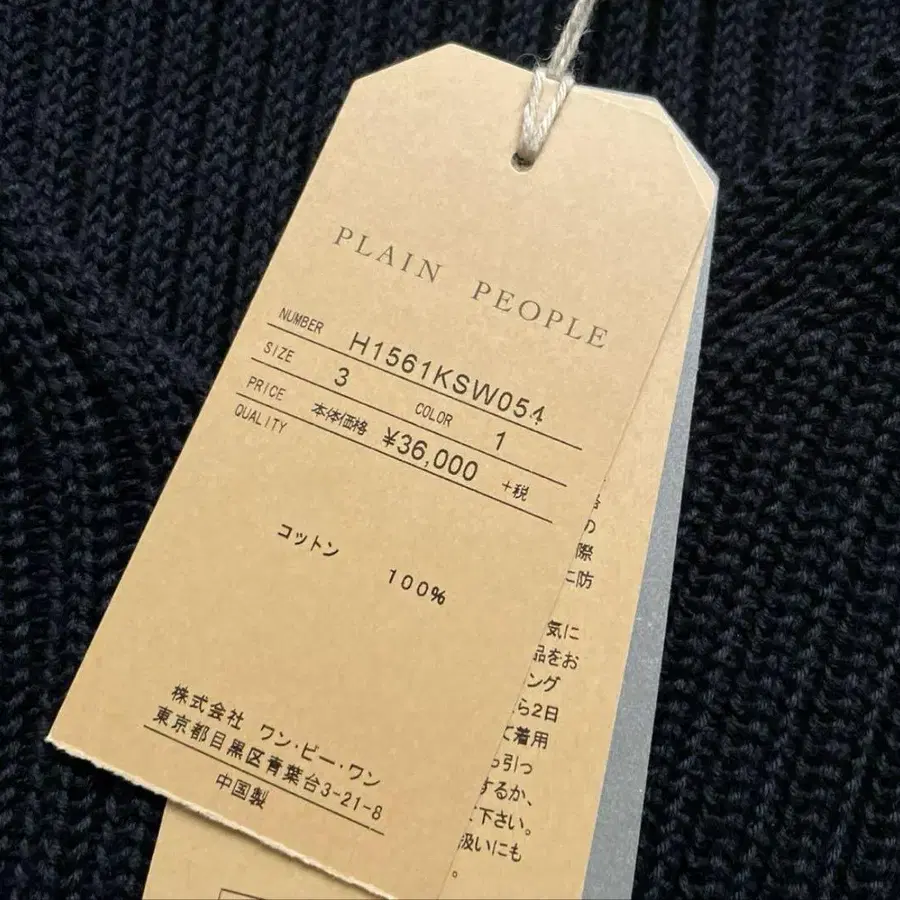 PLAIN PEOPLE
NUMBER H1561KSW054
SIZE 3 COLOR 1
PRICE 本体価格 ¥36,000 +税
QUALITY
コットン
100%
株式会社 ワン・ビー・ワン
東京都目黒区青葉台3-21-8
中国製
の
際
に防
気に
品をお
ング
ら2日
て着用
引っ
するか、
下さい。
扱いにも
。